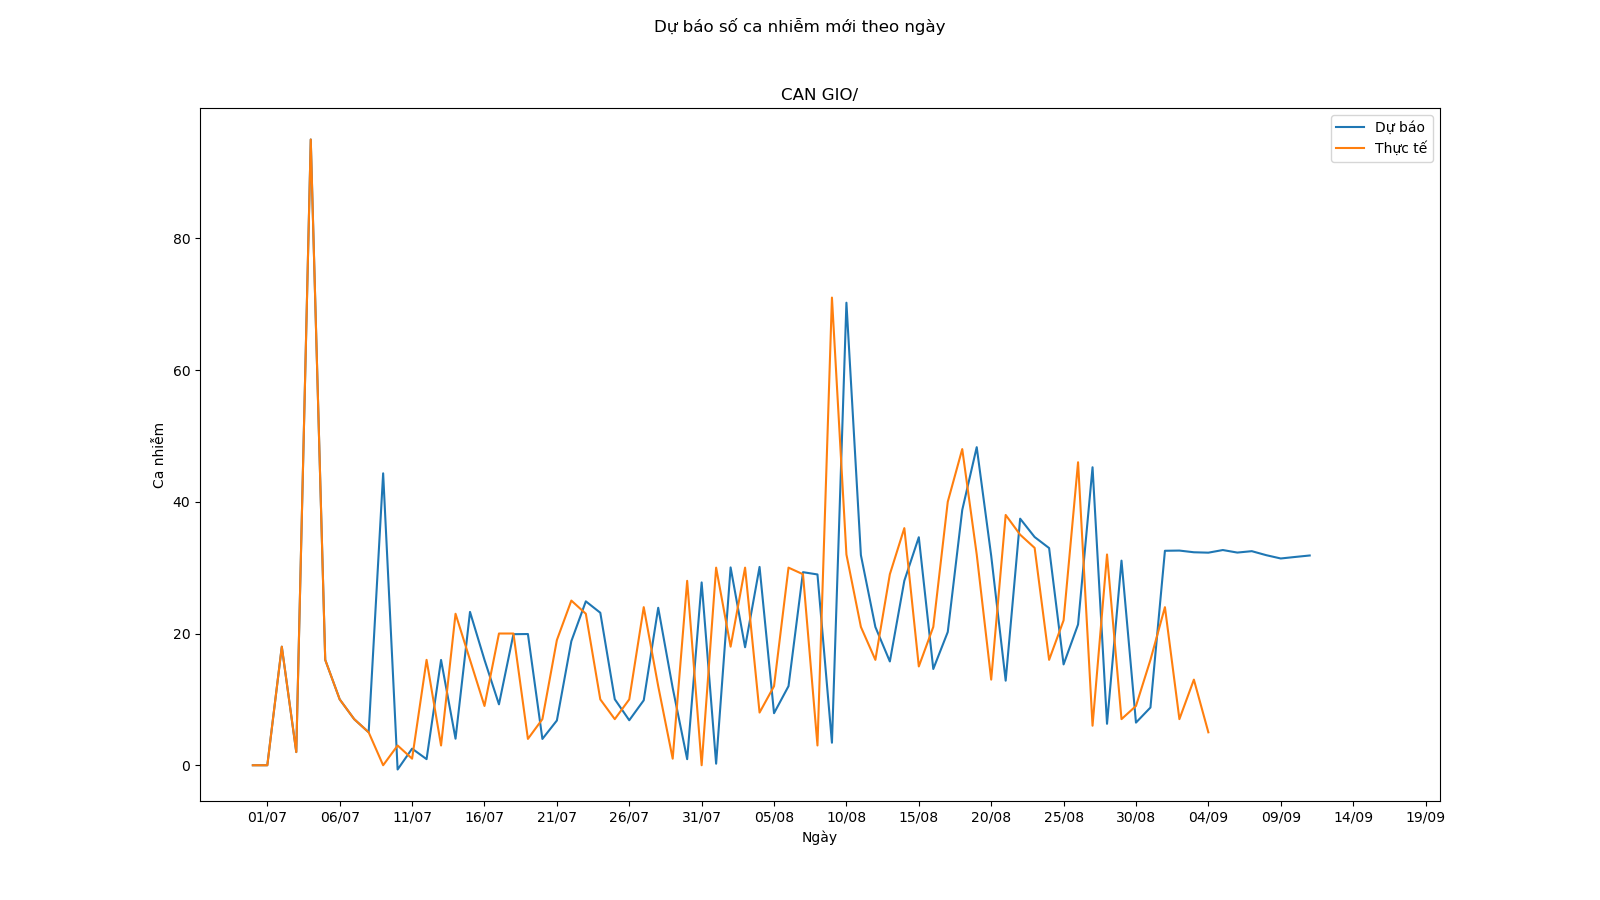 Dự báo số ca nhiễm mới theo ngày
CAN GIO/
Dự báo
Thực tế
80
60
40
20
0
Ca nhiễm
01/07 06/07 11/07 16/07 21/07 26/07 31/07 05/08 10/08 15/08 20/08 25/08 30/08 04/09 09/09 14/09 19/09
Ngày